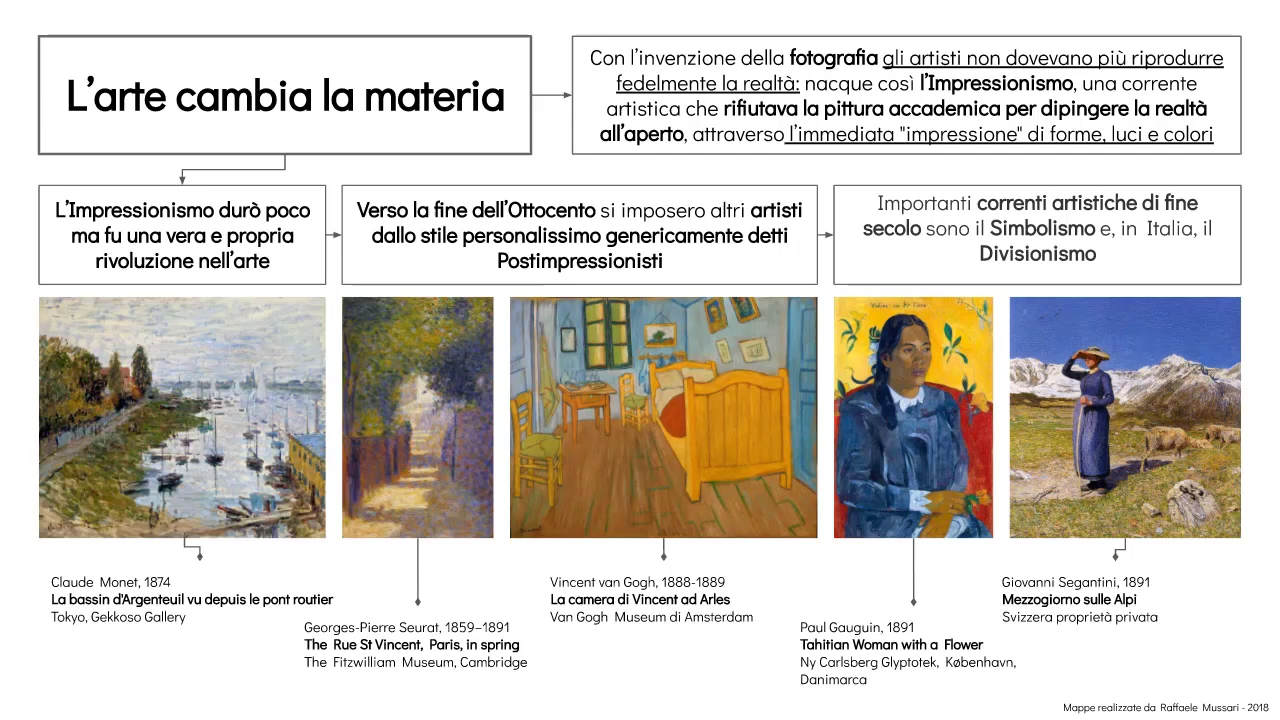 L'arte cambia la materia
Con l'invenzione della fotografia gli artisti non dovevano più riprodurre
fedelmente la realtà: nacque così l'Impressionismo, una corrente
artistica che rifiutava la pittura accademica per dipingere la realtà
all'aperto, attraverso l'immediata "impressione" di forme, luci e colori
L'Impressionismo durò poco
ma fu una vera e propria
rivoluzione nell'arte
Verso la fine dell'Ottocento si imposero altri artisti
dallo stile personalissimo genericamente detti
Postimpressionisti
Importanti correnti artistiche di fine
secolo sono il Simbolismo e, in Italia, il
Divisionismo
Claude Monet, 1874
La bassin d'Argenteuil vu depuis le pont routier
Tokyo, Gekkoso Gallery
Georges-Pierre Seurat, 1859–1891
The Rue St Vincent, Paris, in spring
The Fitzwilliam Museum, Cambridge
Vincent van Gogh, 1888-1889
La camera di Vincent ad Arles
Van Gogh Museum di Amsterdam
Paul Gauguin, 1891
Tahitian Woman with a Flower
Ny Carlsberg Glyptotek, København,
Danimarca
Giovanni Segantini, 1891
Mezzogiorno sulle Alpi
Svizzera proprietà privata
Mappe realizzate da Raffaele Mussari - 2018